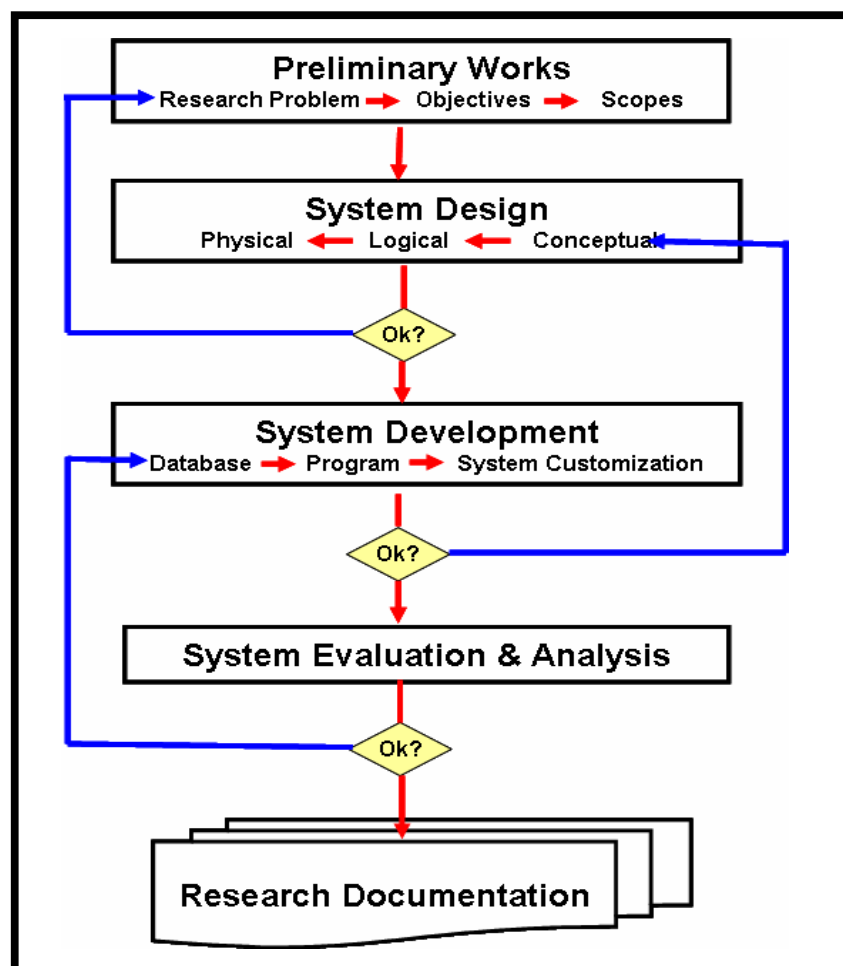 Preliminary Works
Research Problem Objectives Scopes
System Design
Physical Logical Conceptual
Ok?
System Development
Database Program System Customization
Ok?
System Evaluation & Analysis
Ok?
Research Documentation